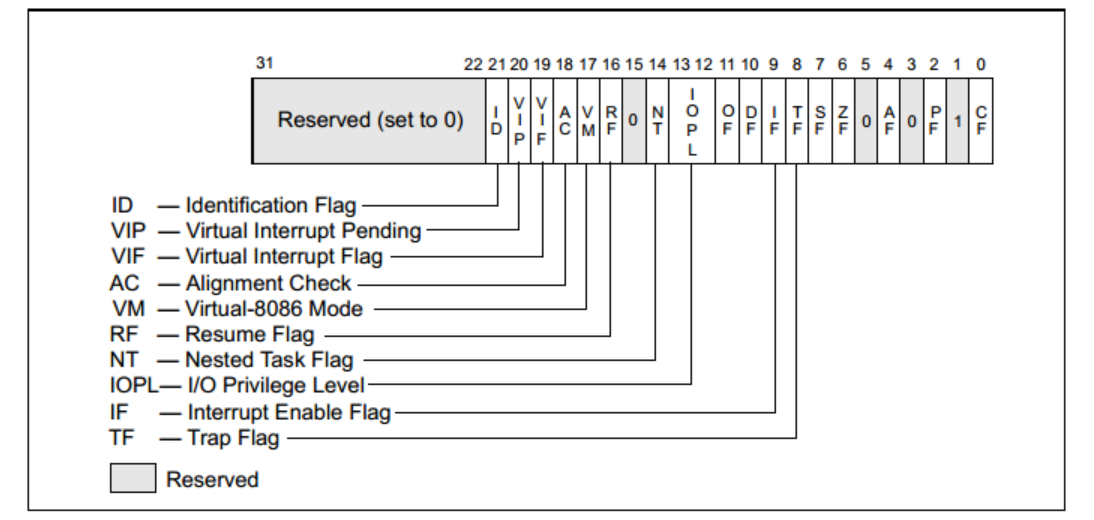 31 22 21 20 19 18 17 16 15 14 13 12 11 10 9 8 7 6 5 4 3 2 1 0
Reserved (set to 0) ID VIP VIF AC VM RF 0 NT IOPL OF DF IF TF SF ZF 0 AF 0 PF 1 CF
ID — Identification Flag
VIP — Virtual Interrupt Pending
VIF — Virtual Interrupt Flag
AC — Alignment Check
VM — Virtual-8086 Mode
RF — Resume Flag
NT — Nested Task Flag
IOPL— I/O Privilege Level
IF — Interrupt Enable Flag
TF — Trap Flag
Reserved